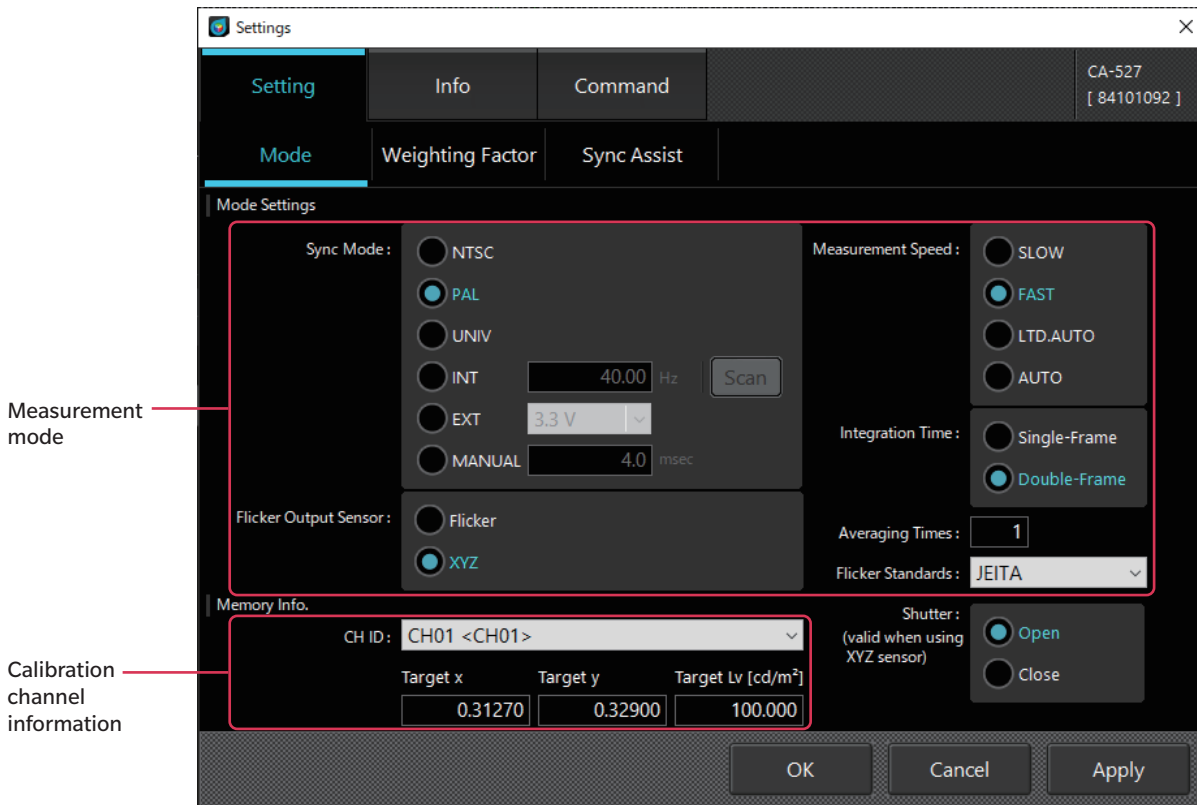 Settings
Setting
Info
Command
CA-527
[ 84101092 ]
Mode
Weighting Factor
Sync Assist
Mode Settings
Sync Mode :
NTSC
PAL
UNIV
INT
40.00 Hz
Scan
EXT
3.3 V
MANUAL
4.0 msec
Measurement Speed :
SLOW
FAST
LTD.AUTO
AUTO
Integration Time :
Single-Frame
Double-Frame
Flicker Output Sensor :
Flicker
XYZ
Averaging Times :
1
Flicker Standards :
JEITA
Measurement
mode
Memory Info.
CH ID :
CH01 <CH01>
Target x
Target y
Target Lv [cd/m²]
0.31270
0.32900
100.000
Shutter :
(valid when using
XYZ sensor)
Open
Close
Calibration
channel
information
OK
Cancel
Apply